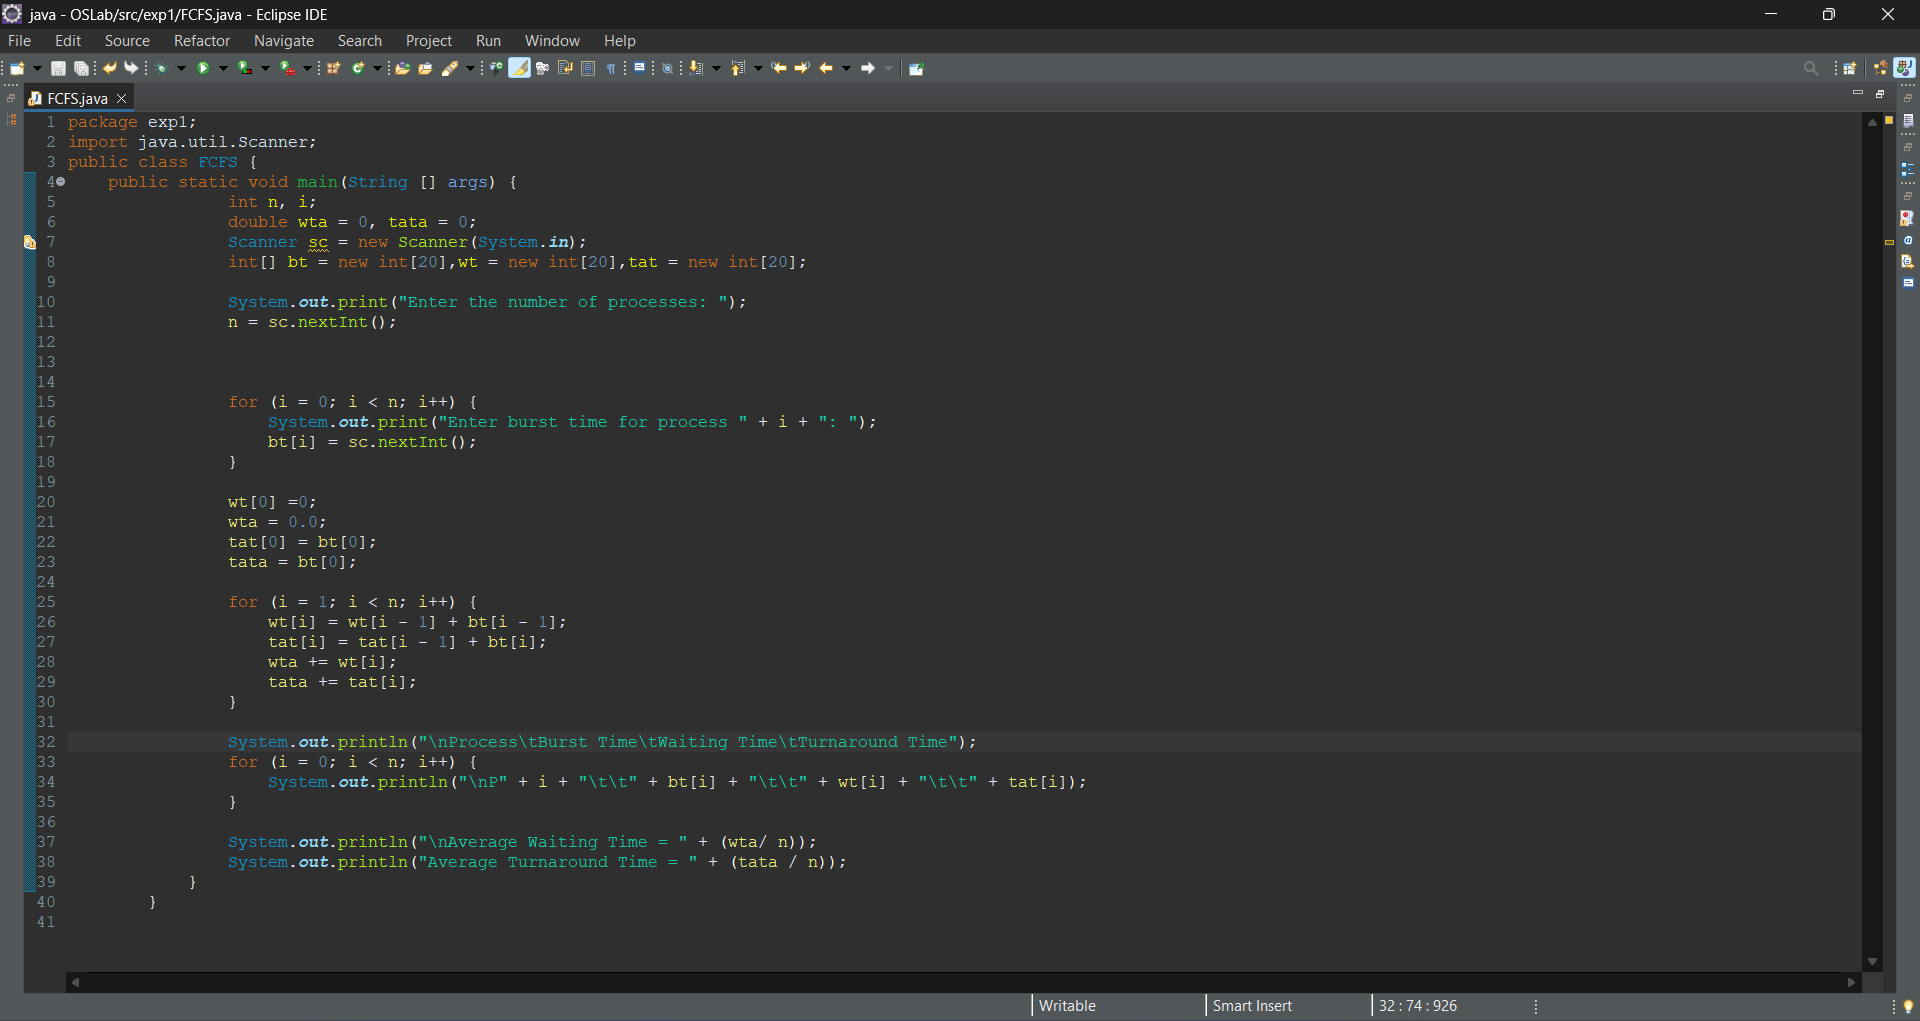 java - OSLab/src/exp1/FCFS.java - Eclipse IDE
File Edit Source Refactor Navigate Search Project Run Window Help
FCFS.java
1 package exp1;
2 import java.util.Scanner;
3 public class FCFS {
4 public static void main(String [] args) {
5 int n, i;
6 double wta = 0, tata = 0;
7 Scanner sc = new Scanner(System.in);
8 int[] bt = new int[20],wt = new int[20],tat = new int[20];
9
10 System.out.print("Enter the number of processes: ");
11 n = sc.nextInt();
12
13
14
15 for (i = 0; i < n; i++) {
16 System.out.print("Enter burst time for process " + i + ": ");
17 bt[i] = sc.nextInt();
18 }
19
20 wt[0] =0;
21 wta = 0.0;
22 tat[0] = bt[0];
23 tata = bt[0];
24
25 for (i = 1; i < n; i++) {
26 wt[i] = wt[i - 1] + bt[i - 1];
27 tat[i] = tat[i - 1] + bt[i];
28 wta += wt[i];
29 tata += tat[i];
30 }
31
32 System.out.println("\nProcess\tBurst Time\tWaiting Time\tTurnaround Time");
33 for (i = 0; i < n; i++) {
34 System.out.println("\nP" + i + "\t\t" + bt[i] + "\t\t" + wt[i] + "\t\t" + tat[i]);
35 }
36
37 System.out.println("\nAverage Waiting Time = " + (wta/ n));
38 System.out.println("Average Turnaround Time = " + (tata / n));
39 }
40 }
41
Writable Smart Insert 32 : 74 : 926